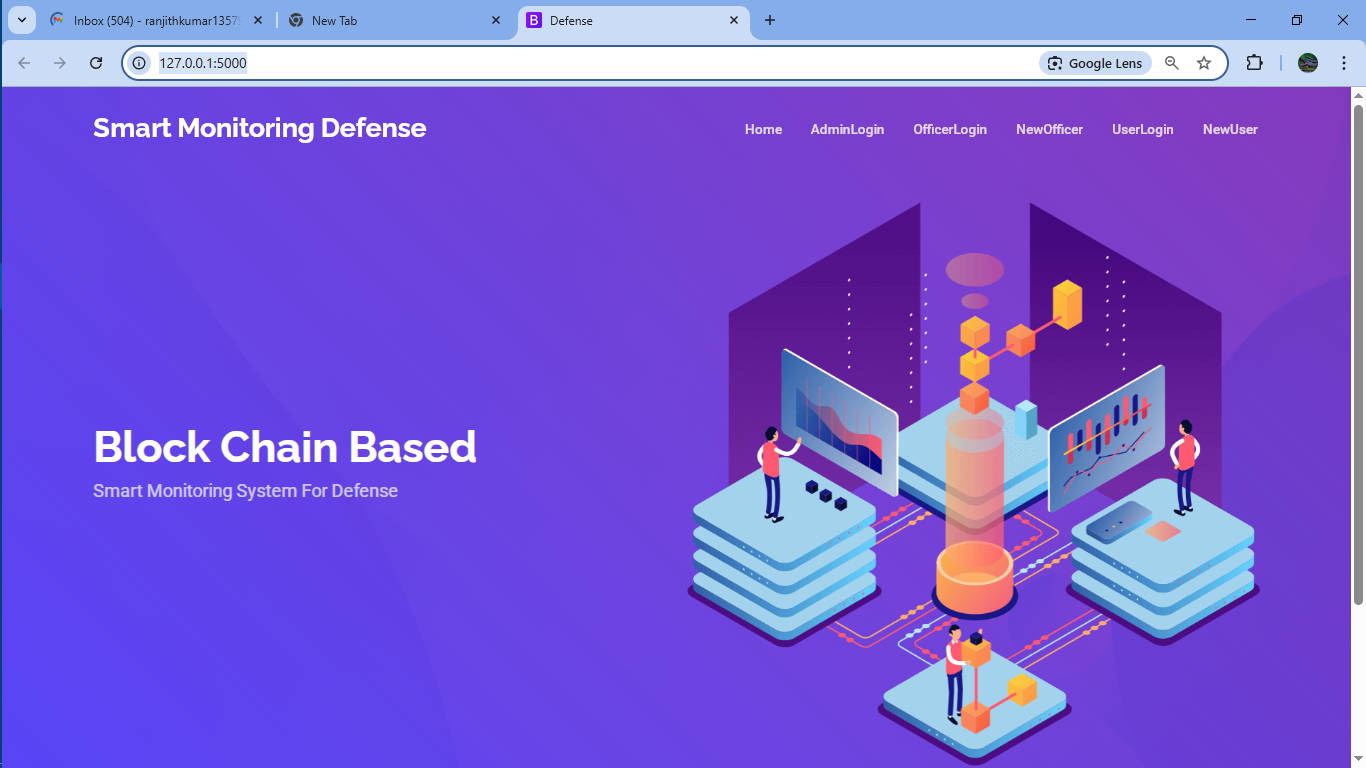 Inbox (504) - ranjithkumar1357
New Tab
Defense
127.0.0.1:5000
Google Lens
Smart Monitoring Defense
Home AdminLogin OfficerLogin NewOfficer UserLogin NewUser
Block Chain Based
Smart Monitoring System For Defense